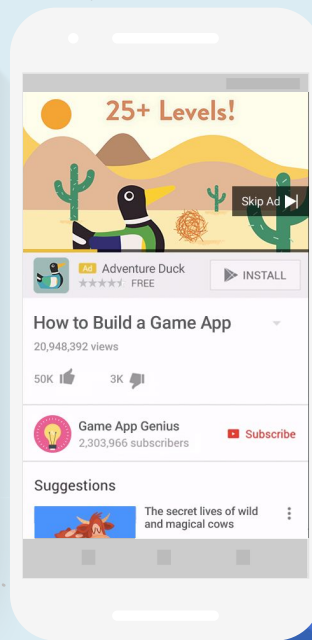 25+ Levels!
Skip Ad
Ad Adventure Duck
FREE
INSTALL
How to Build a Game App
20,948,392 views
50K 3K
Game App Genius
2,303,966 subscribers
Subscribe
Suggestions
The secret lives of wild
and magical cows